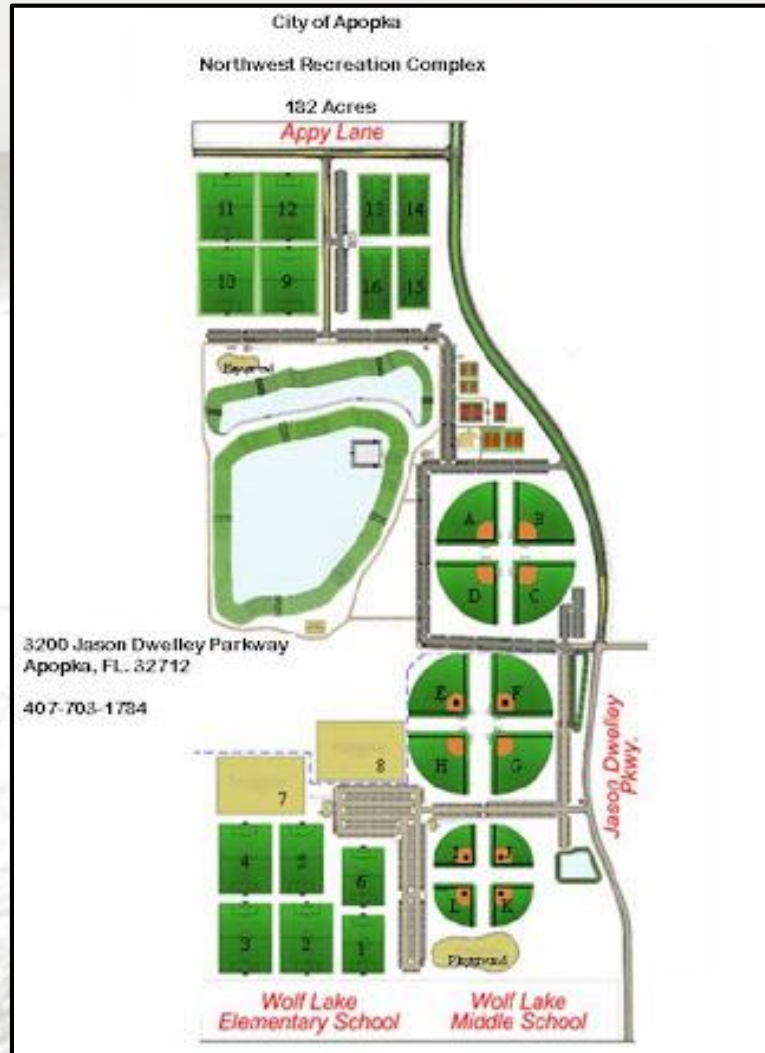 City of Apopka
Northwest Recreation Complex
182 Acres
Appy Lane
11
12
13
14
10
9
16
15
Playground
A
B
D
C
3200 Jason Dwelley Parkway
Apopka, FL. 32712
407-703-1784
E
F
H
G
8
7
Jason Dwelley
Pkwy.
4
5
6
I
J
L
K
3
2
1
Playground
Wolf Lake
Elementary School
Wolf Lake
Middle School